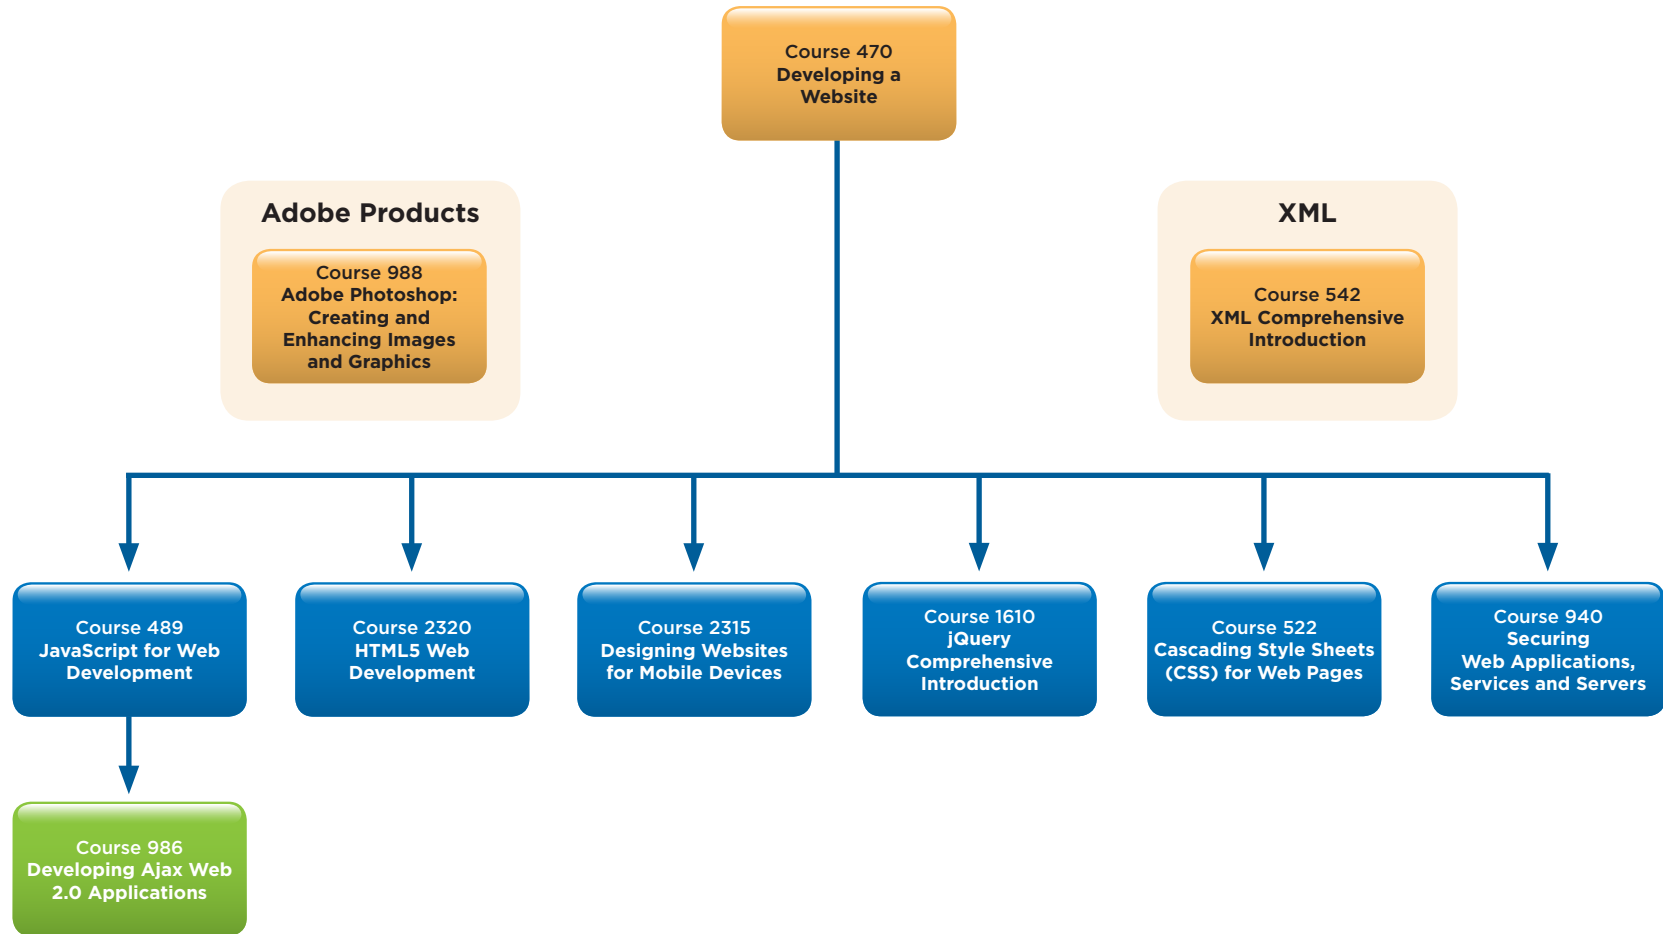 Course 470
Developing a
Website
Adobe Products
Course 988
Adobe Photoshop:
Creating and
Enhancing Images
and Graphics
XML
Course 542
XML Comprehensive
Introduction
Course 489
JavaScript for Web
Development
Course 2320
HTML5 Web
Development
Course 2315
Designing Websites
for Mobile Devices
Course 1610
jQuery
Comprehensive
Introduction
Course 522
Cascading Style Sheets
(CSS) for Web Pages
Course 940
Securing
Web Applications,
Services and Servers
Course 986
Developing Ajax Web
2.0 Applications